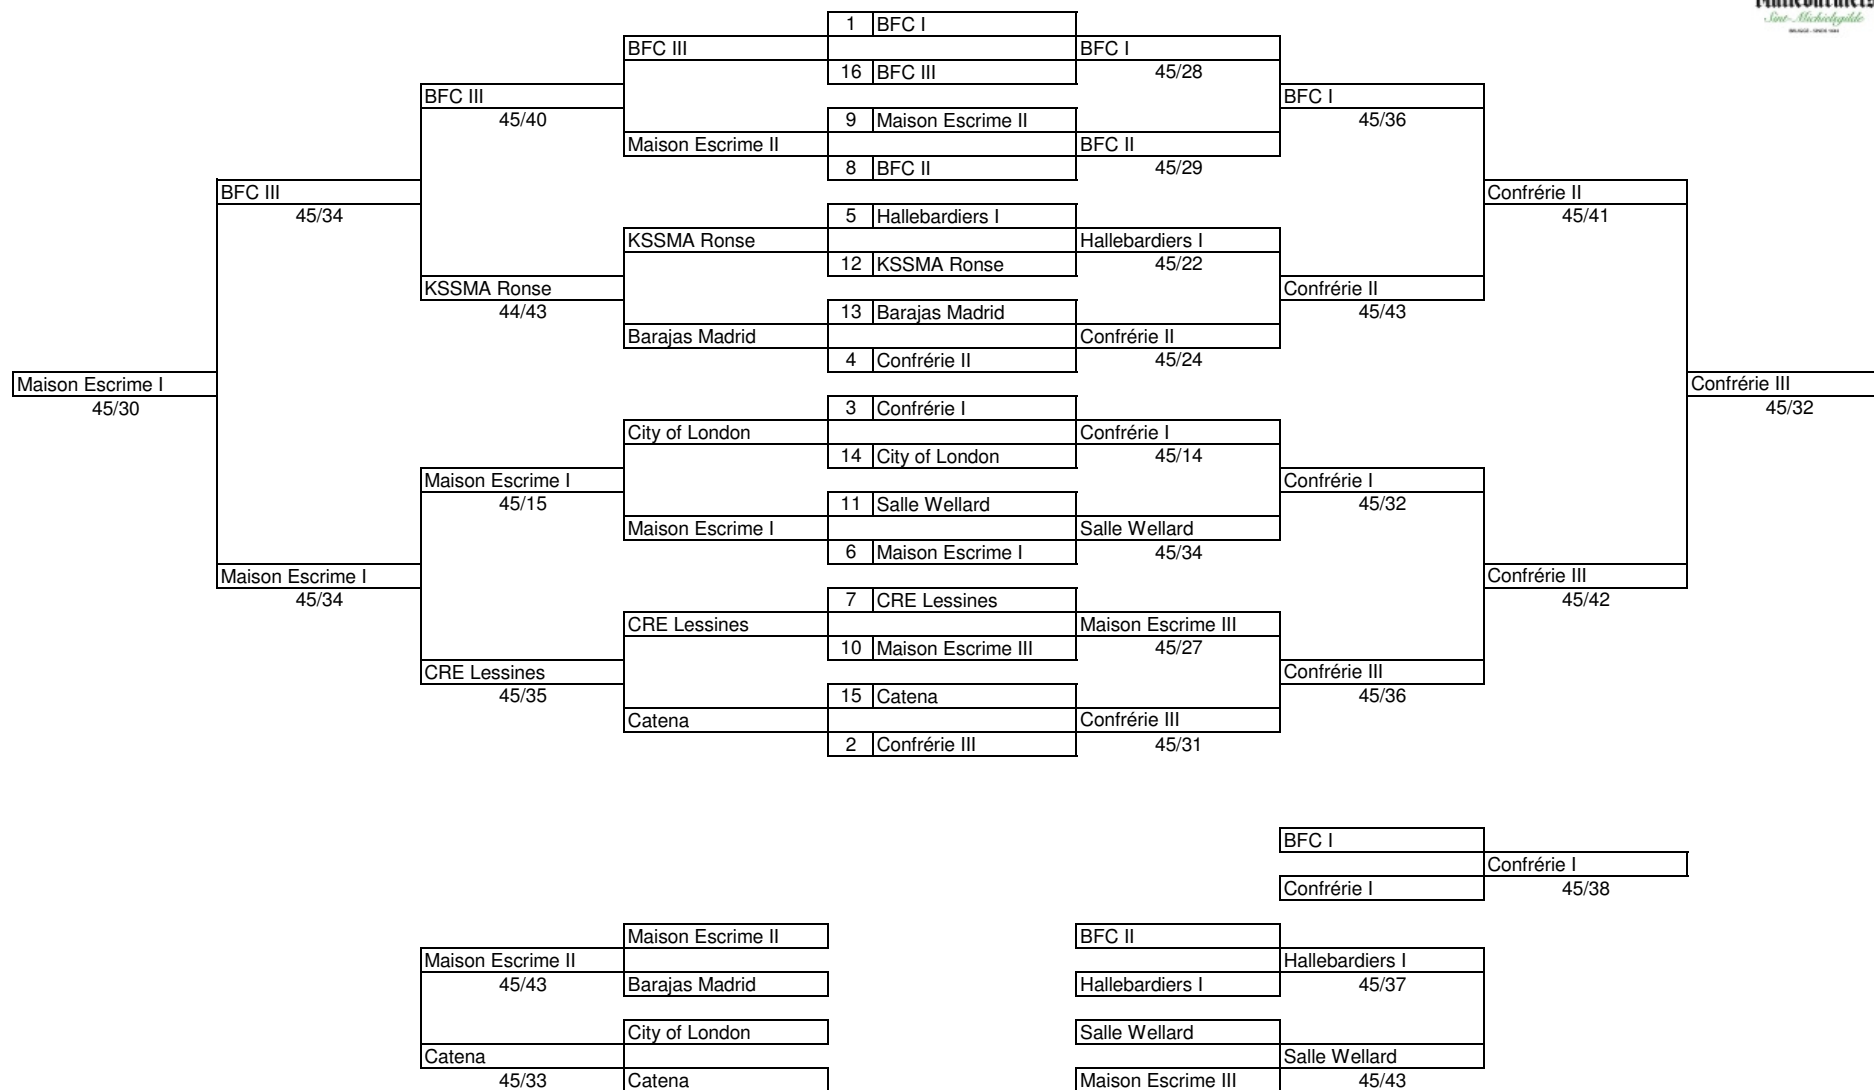 Hallebardiers
Sint-Michielsgilde
1 BFC I
BFC III BFC I
16 BFC III 45/28
BFC III BFC I
45/40 9 Maison Escrime II 45/36
Maison Escrime II BFC II
8 BFC II 45/29
BFC III Confrérie II
45/34 5 Hallebardiers I 45/41
KSSMA Ronse Hallebardiers I
12 KSSMA Ronse 45/22
KSSMA Ronse Confrérie II
44/43 13 Barajas Madrid 45/43
Barajas Madrid Confrérie II
4 Confrérie II 45/24
Maison Escrime I Confrérie III
45/30 3 Confrérie I 45/32
City of London Confrérie I
14 City of London 45/14
Maison Escrime I Confrérie I
45/15 11 Salle Wellard 45/32
Maison Escrime I Salle Wellard
6 Maison Escrime I 45/34
Maison Escrime I Confrérie III
45/34 7 CRE Lessines 45/42
CRE Lessines Maison Escrime III
10 Maison Escrime III 45/27
CRE Lessines Confrérie III
45/35 15 Catena 45/36
Catena Confrérie III
2 Confrérie III 45/31
BFC I
Confrérie I
Confrérie I 45/38
Maison Escrime II BFC II
Maison Escrime II Hallebardiers I
45/43 Barajas Madrid Hallebardiers I 45/37
City of London Salle Wellard
Catena Salle Wellard
45/33 Catena Maison Escrime III 45/43